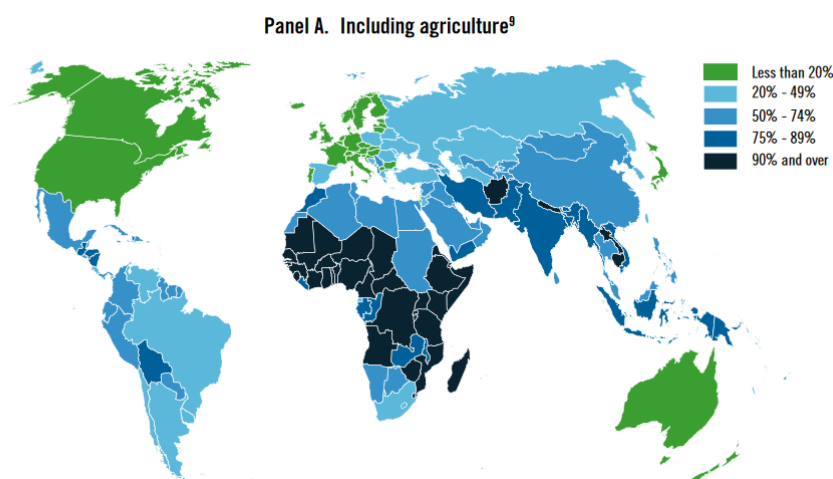 Panel A. Including agriculture⁹
Less than 20%
20% - 49%
50% - 74%
75% - 89%
90% and over